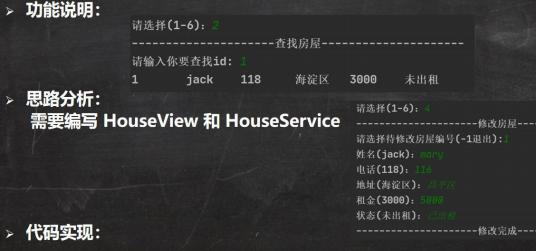 功能说明:
请选择(1-6): 2
---------------------查找房屋---------------------
请输入你要查找id: 1
1 jack 118 海淀区 3000 未出租
思路分析:
需要编写 HouseView 和 HouseService
请选择(1-6): 4
------------------修改房屋---
请选择待修改房屋编号(-1退出):1
姓名(jack): mary
电话(118): 116
地址(海淀区): 昌平区
租金(3000): 5000
状态(未出租): 已出租
------------------修改完成---
代码实现: